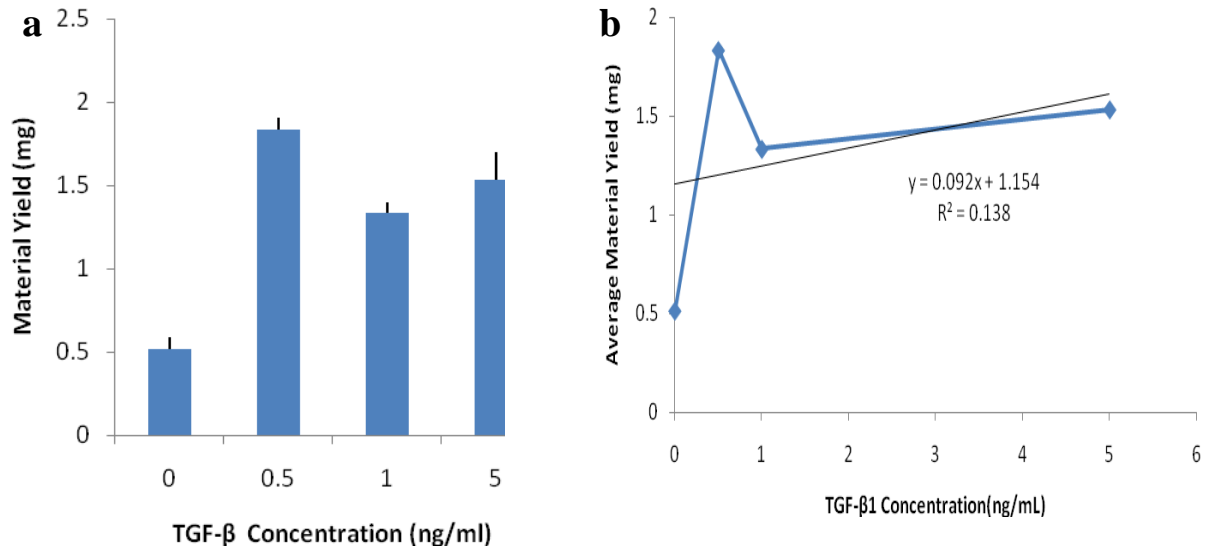 a
Material Yield (mg)
2.5
2
1.5
1
0.5
0
0
0.5
1
5
TGF-β Concentration (ng/ml)
b
Average Material Yield (mg)
2
1.5
1
0.5
0
y = 0.092x + 1.154
R² = 0.138
0
1
2
3
4
5
6
TGF-β1 Concentration(ng/mL)